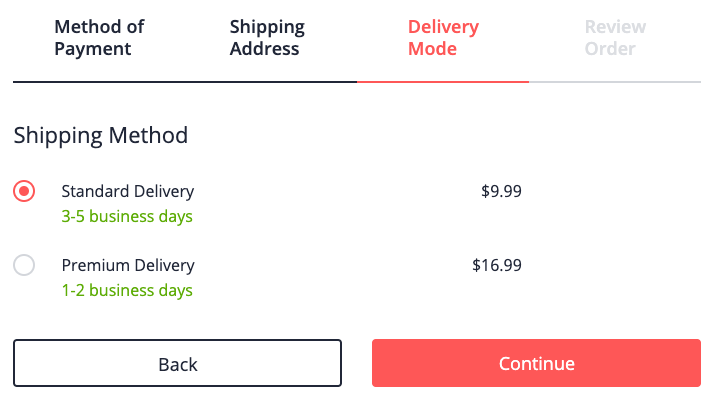 Method of
Payment
Shipping
Address
Delivery
Mode
Review
Order
Shipping Method
Standard Delivery $9.99
3-5 business days
Premium Delivery $16.99
1-2 business days
Back Continue